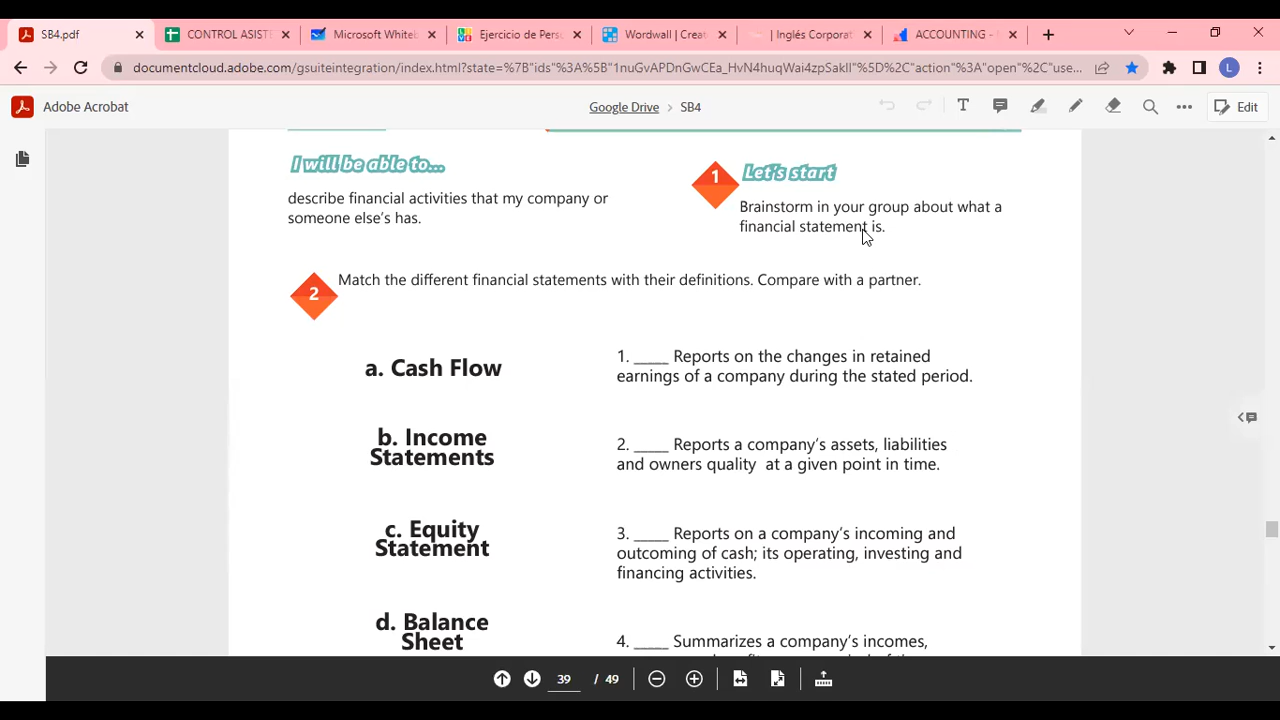 SB4.pdf
CONTROL ASISTE
Microsoft Whiteb
Ejercicio de Perso
Wordwall | Creat
| Inglés Corporat
ACCOUNTING -
documentcloud.adobe.com/gsuiteintegration/index.html?state=%7B"ids"%3A%5B"1nuGvAPDnGwCEa_HvN4huqWai4zpSakII"%5D%2C"action"%3A"open"%2C"use...
L
Adobe Acrobat
Google Drive
SB4
Edit
I will be able to...
describe financial activities that my company or
someone else's has.
1
Let's start
Brainstorm in your group about what a
financial statement is.
2
Match the different financial statements with their definitions. Compare with a partner.
a. Cash Flow
1. _____ Reports on the changes in retained
earnings of a company during the stated period.
b. Income
Statements
2. _____ Reports a company's assets, liabilities
and owners quality at a given point in time.
c. Equity
Statement
3. _____ Reports on a company's incoming and
outcoming of cash; its operating, investing and
financing activities.
d. Balance
Sheet
4. _____ Summarizes a company's incomes,
39 / 49